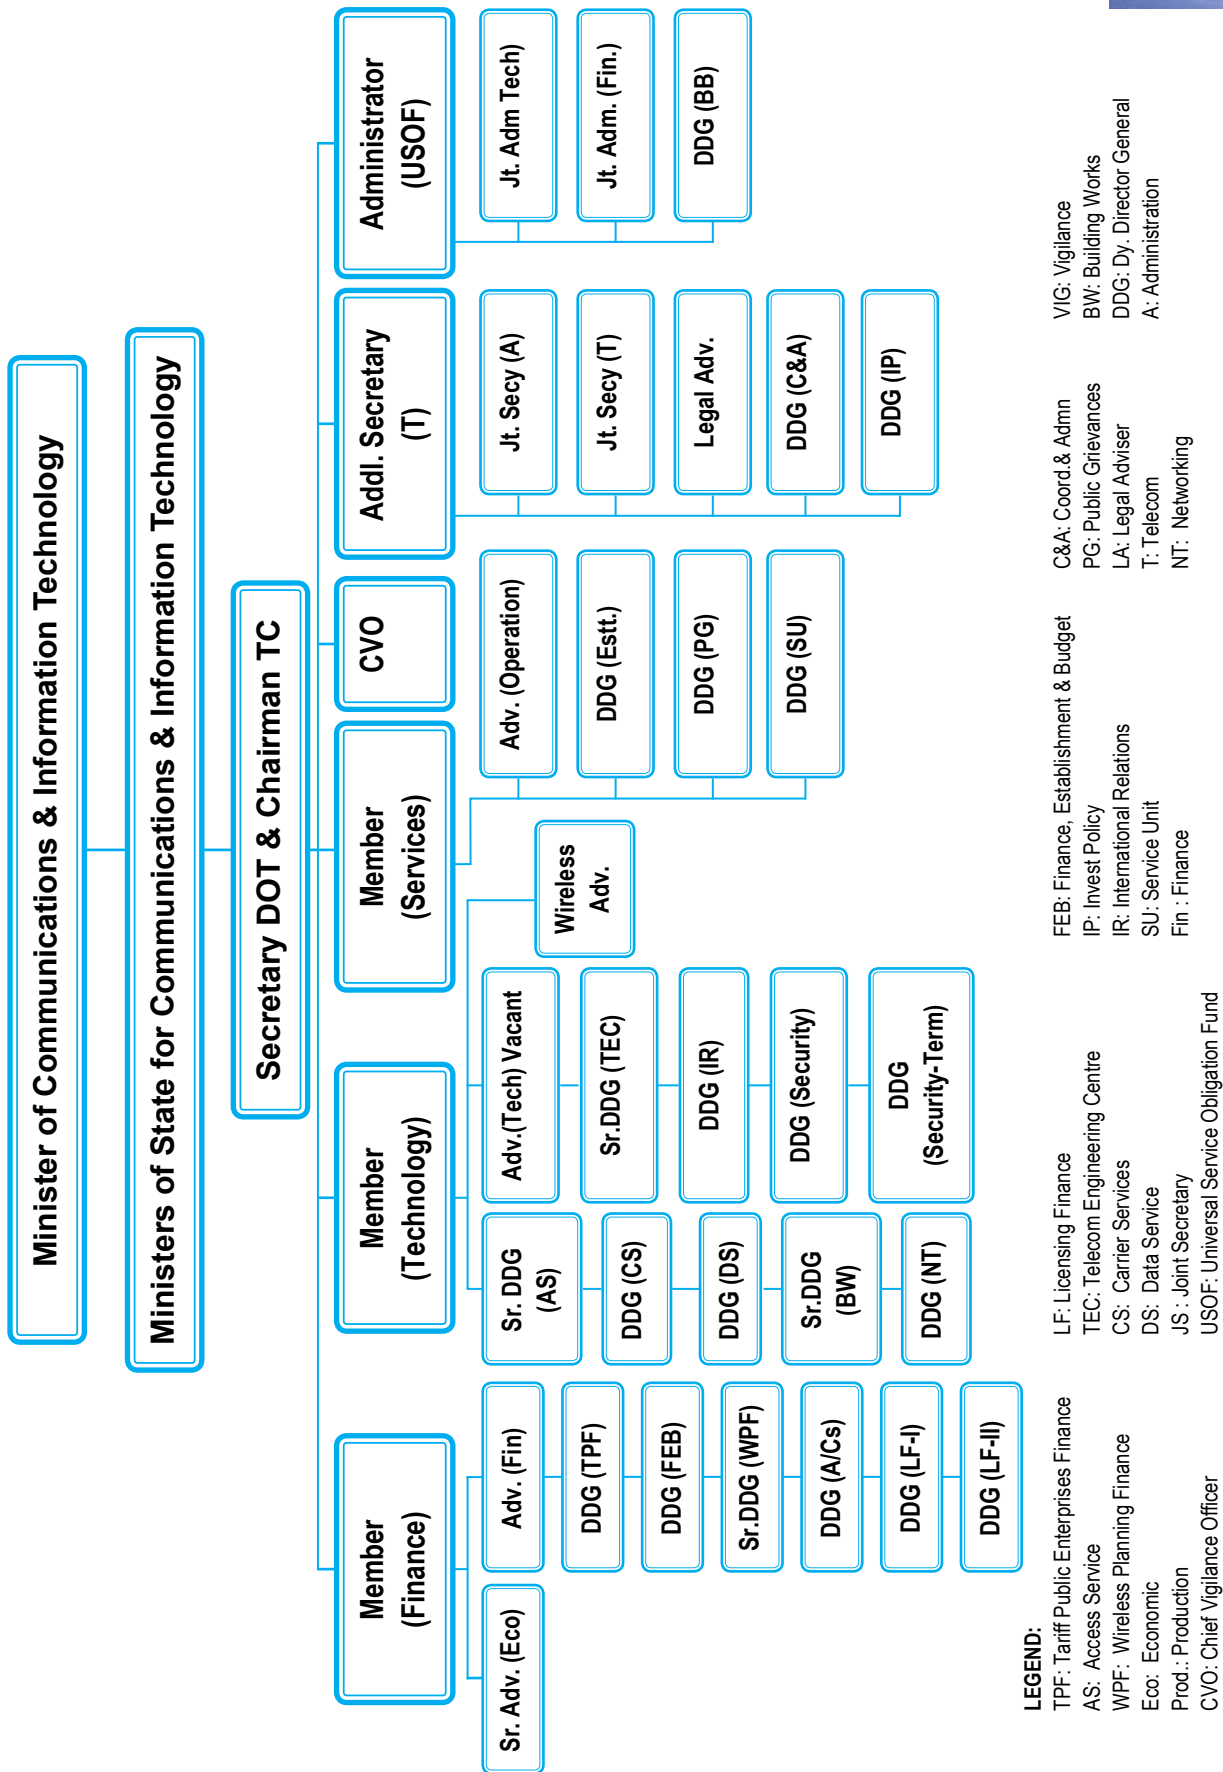 Minister of Communications & Information Technology
Ministers of State for Communications & Information Technology
Secretary DOT & Chairman TC
Member
(Finance)
Member
(Technology)
Member
(Services)
CVO
Addl. Secretary
(T)
Administrator
(USOF)
Sr. Adv. (Eco)
Adv. (Fin)
DDG (TPF)
DDG (FEB)
Sr.DDG (WPF)
DDG (A/Cs)
DDG (LF-I)
DDG (LF-II)
Sr. DDG
(AS)
DDG (CS)
DDG (DS)
Sr.DDG
(BW)
DDG (NT)
Adv.(Tech) Vacant
Sr.DDG (TEC)
DDG (IR)
DDG (Security)
DDG
(Security-Term)
Wireless
Adv.
Adv. (Operation)
DDG (Estt.)
DDG (PG)
DDG (SU)
Jt. Secy (A)
Jt. Secy (T)
Legal Adv.
DDG (C&A)
DDG (IP)
Jt. Adm Tech)
Jt. Adm. (Fin.)
DDG (BB)
LEGEND:
TPF: Tariff Public Enterprises Finance
AS: Access Service
WPF: Wireless Planning Finance
Eco: Economic
Prod.: Production
CVO: Chief Vigilance Officer
LF: Licensing Finance
TEC: Telecom Engineering Centre
CS: Carrier Services
DS: Data Service
JS : Joint Secretary
USOF: Universal Service Obligation Fund
FEB: Finance, Establishment & Budget
IP: Invest Policy
IR: International Relations
SU: Service Unit
Fin : Finance
C&A: Coord.& Admn
PG: Public Grievances
LA: Legal Adviser
T: Telecom
NT: Networking
VIG: Vigilance
BW: Building Works
DDG: Dy. Director General
A: Administration